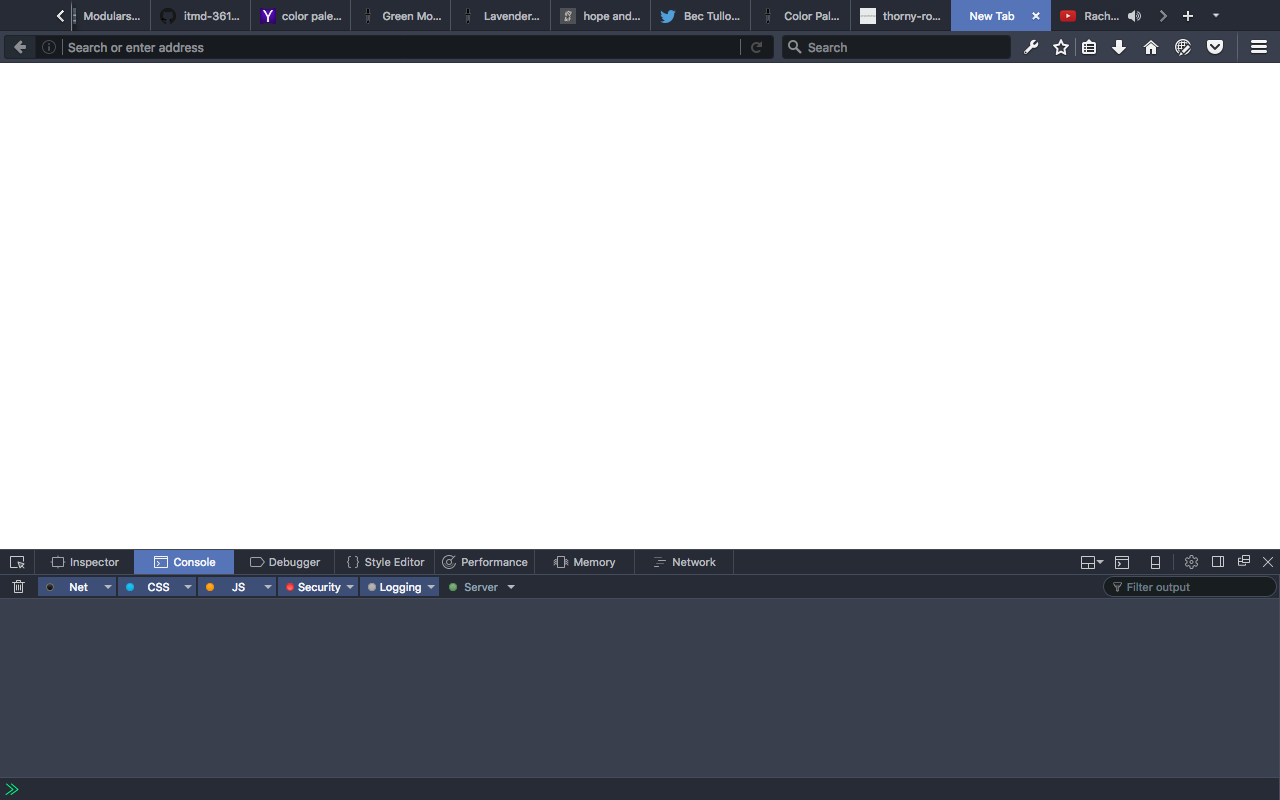 Modulars... itmd-361... color pale... Green Mo... Lavender... hope and... Bec Tullo... Color Pal... thorny-ro... New Tab Rach...
Search or enter address Search
Inspector Console Debugger { } Style Editor Performance Memory Network
Net CSS JS Security Logging Server Filter output